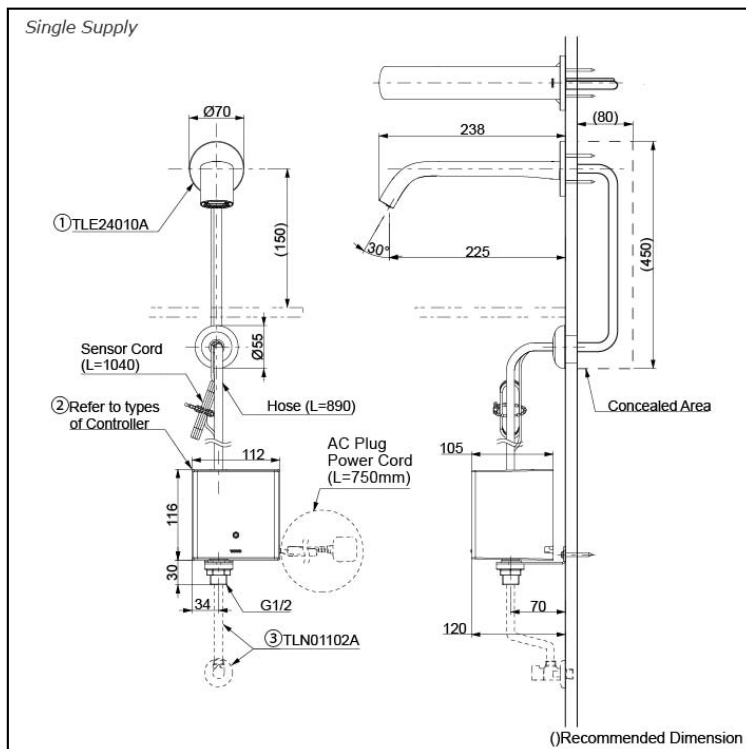 Single Supply
Ø70
①TLE24010A
(150)
Ø55
Sensor Cord
(L=1040)
②Refer to types
of Controller
Hose (L=890)
112
116
30
34
G1/2
③TLN01102A
AC Plug
Power Cord
(L=750mm)
238
(80)
30°
225
(450)
Concealed Area
105
70
120
()Recommended Dimension